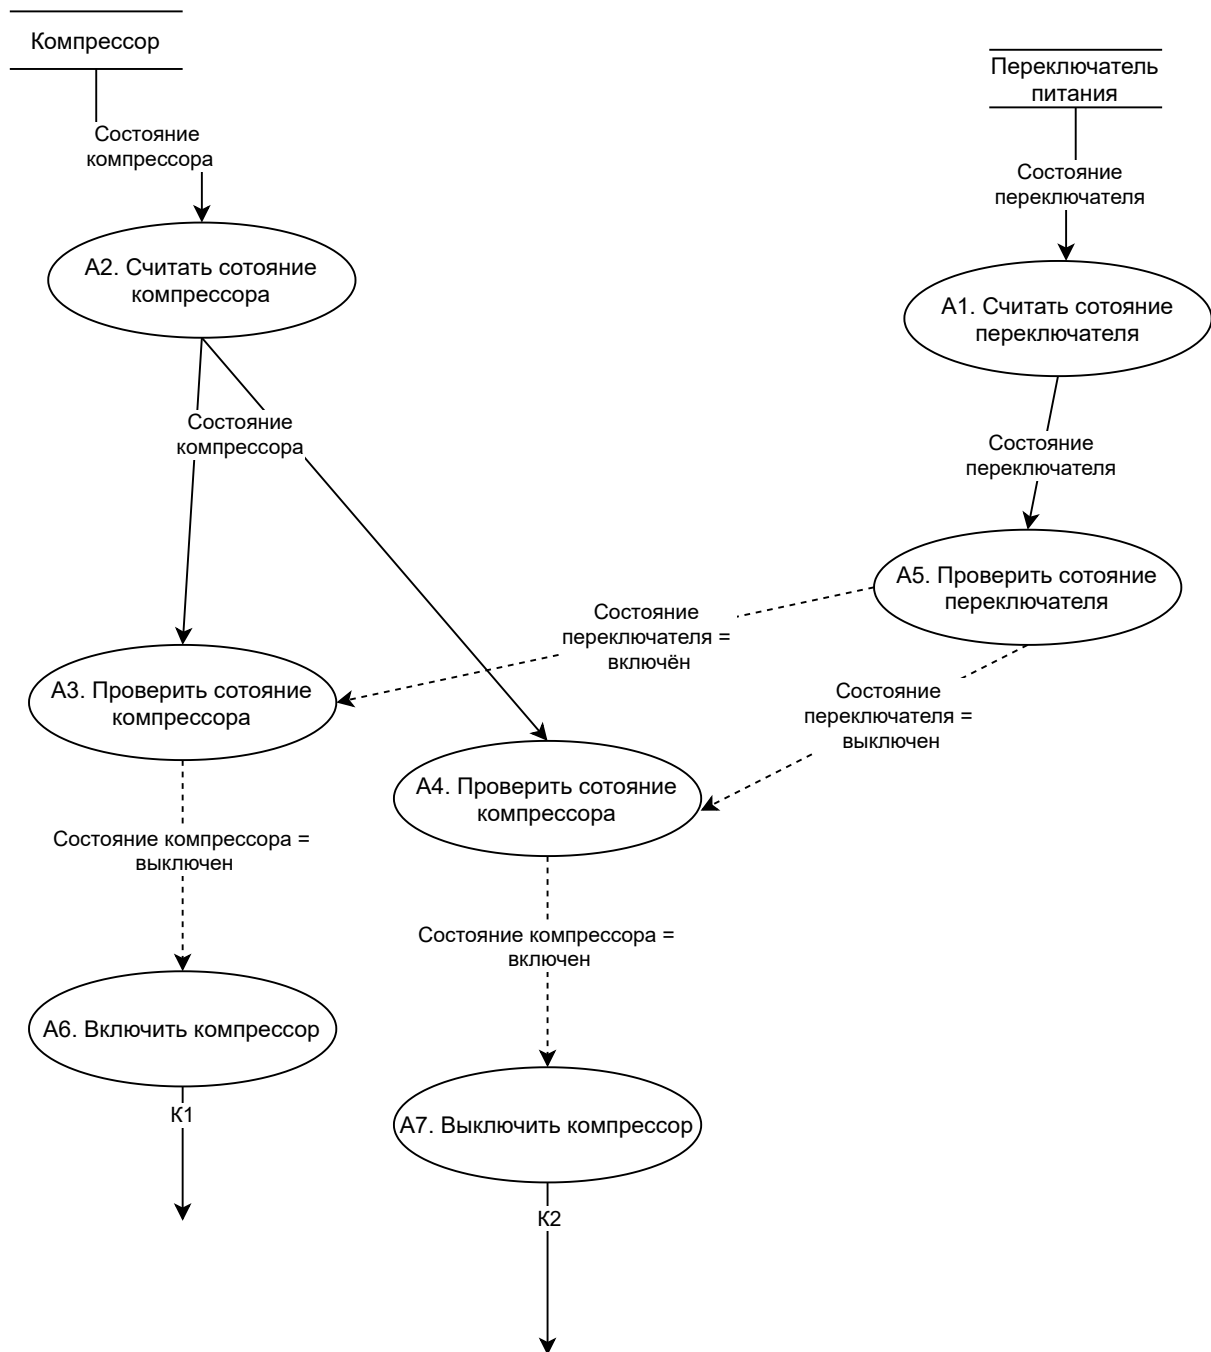 Компрессор
Переключатель
питания
Состояние
компрессора
Состояние
переключателя
А2. Считать сотояние
компрессора
А1. Считать сотояние
переключателя
Состояние
компрессора
Состояние
переключателя
А5. Проверить сотояние
переключателя
Состояние
переключателя =
включён
А3. Проверить сотояние
компрессора
Состояние
переключателя =
выключен
А4. Проверить сотояние
компрессора
Состояние компрессора =
выключен
Состояние компрессора =
включен
А6. Включить компрессор
К1
А7. Выключить компрессор
К2